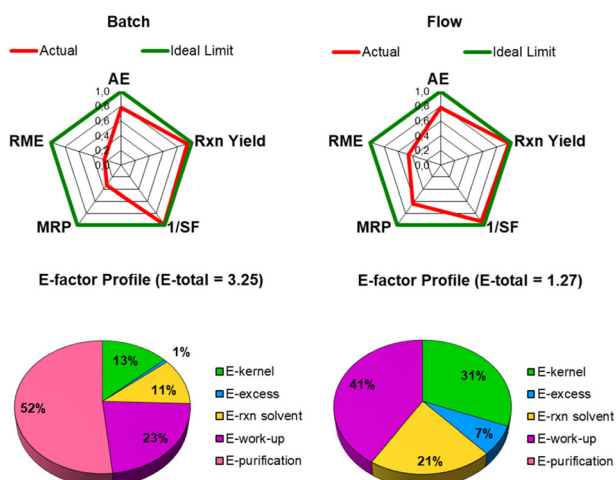 Batch
Actual
Ideal Limit
AE
1,0
0,8
0,6
0,4
0,2
0,0
RME
Rxn Yield
MRP
1/SF
Flow
Actual
Ideal Limit
AE
1,0
0,8
0,6
0,4
0,2
0,0
RME
Rxn Yield
MRP
1/SF
E-factor Profile (E-total = 3.25)
13%
1%
11%
23%
52%
E-kernel
E-excess
E-rxn solvent
E-work-up
E-purification
E-factor Profile (E-total = 1.27)
31%
7%
21%
41%
E-kernel
E-excess
E-rxn solvent
E-work-up
E-purification